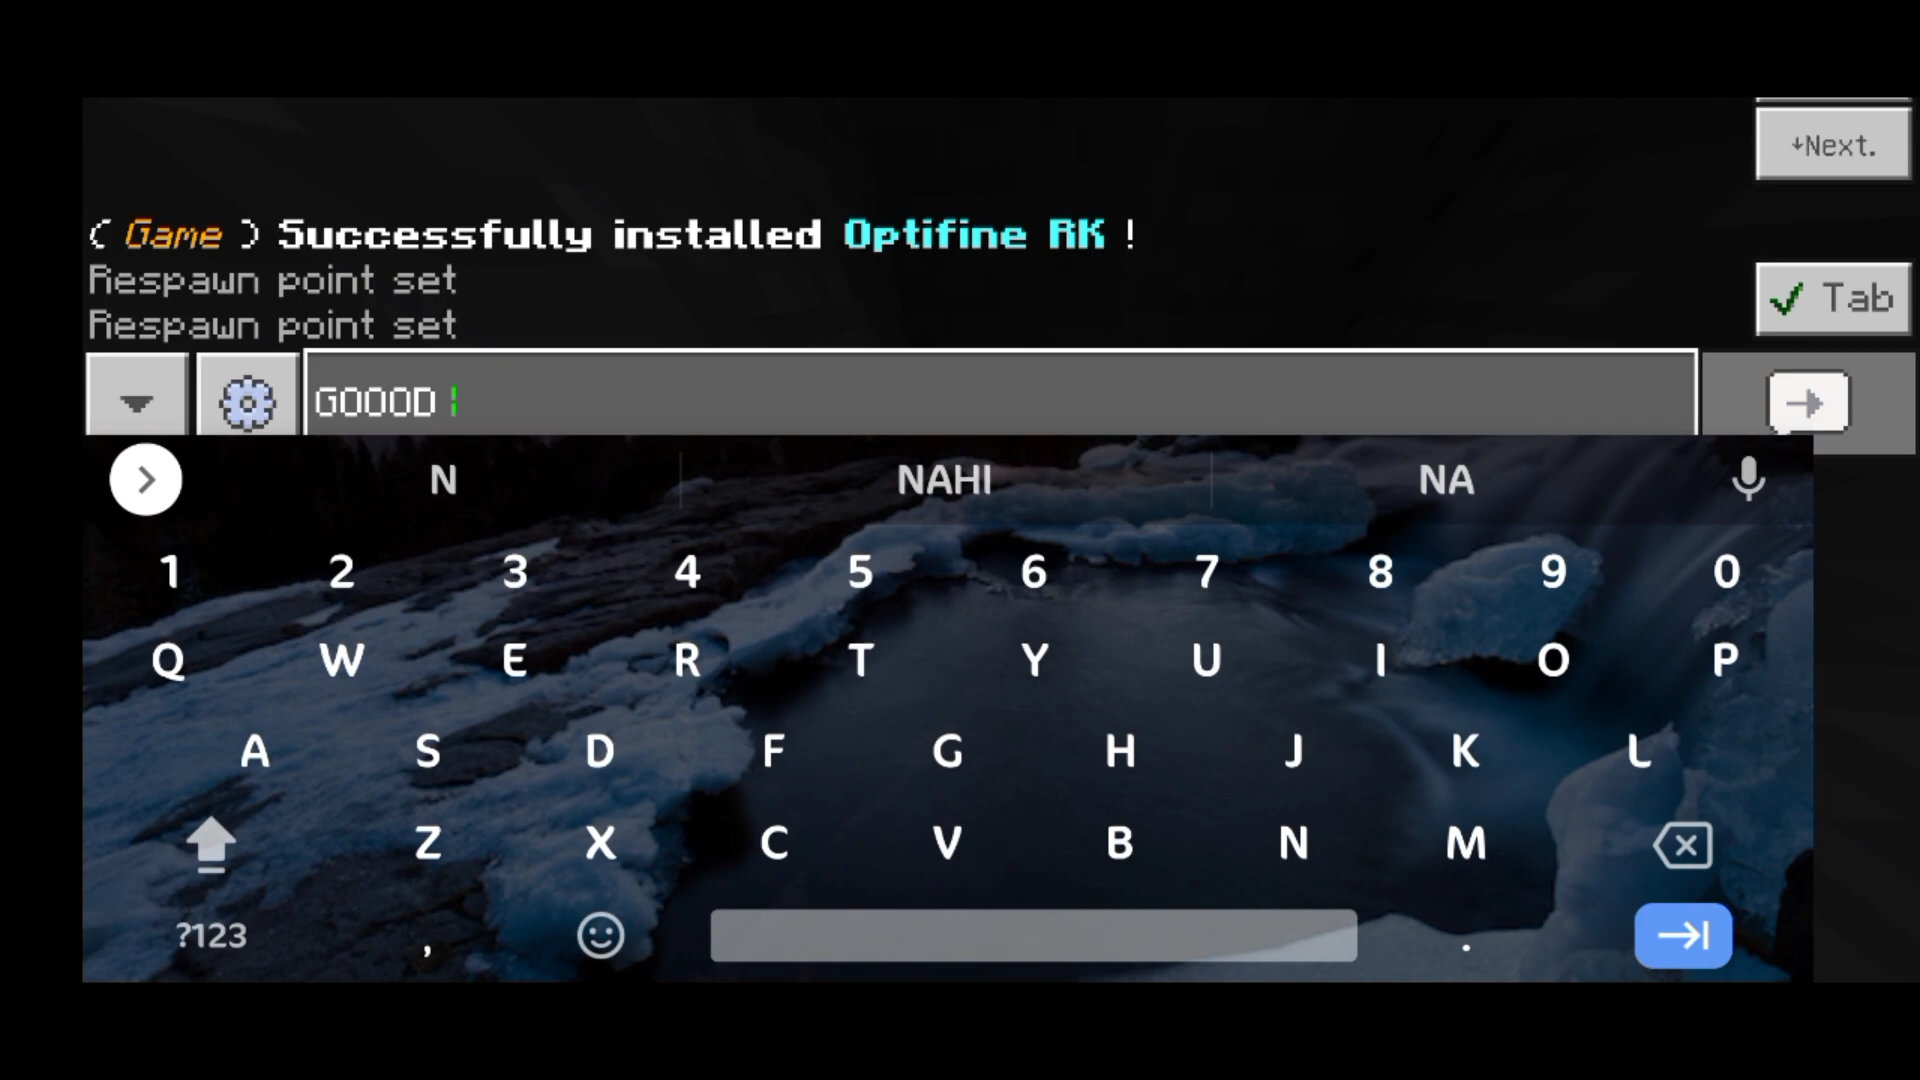 ↓Next.
( Game ) Successfully installed Optifine RK !
Respawn point set
Respawn point set
✓ Tab
GOOOD
N NAHI NA
1 2 3 4 5 6 7 8 9 0
Q W E R T Y U I O P
A S D F G H J K L
Z X C V B N M
?123 , .